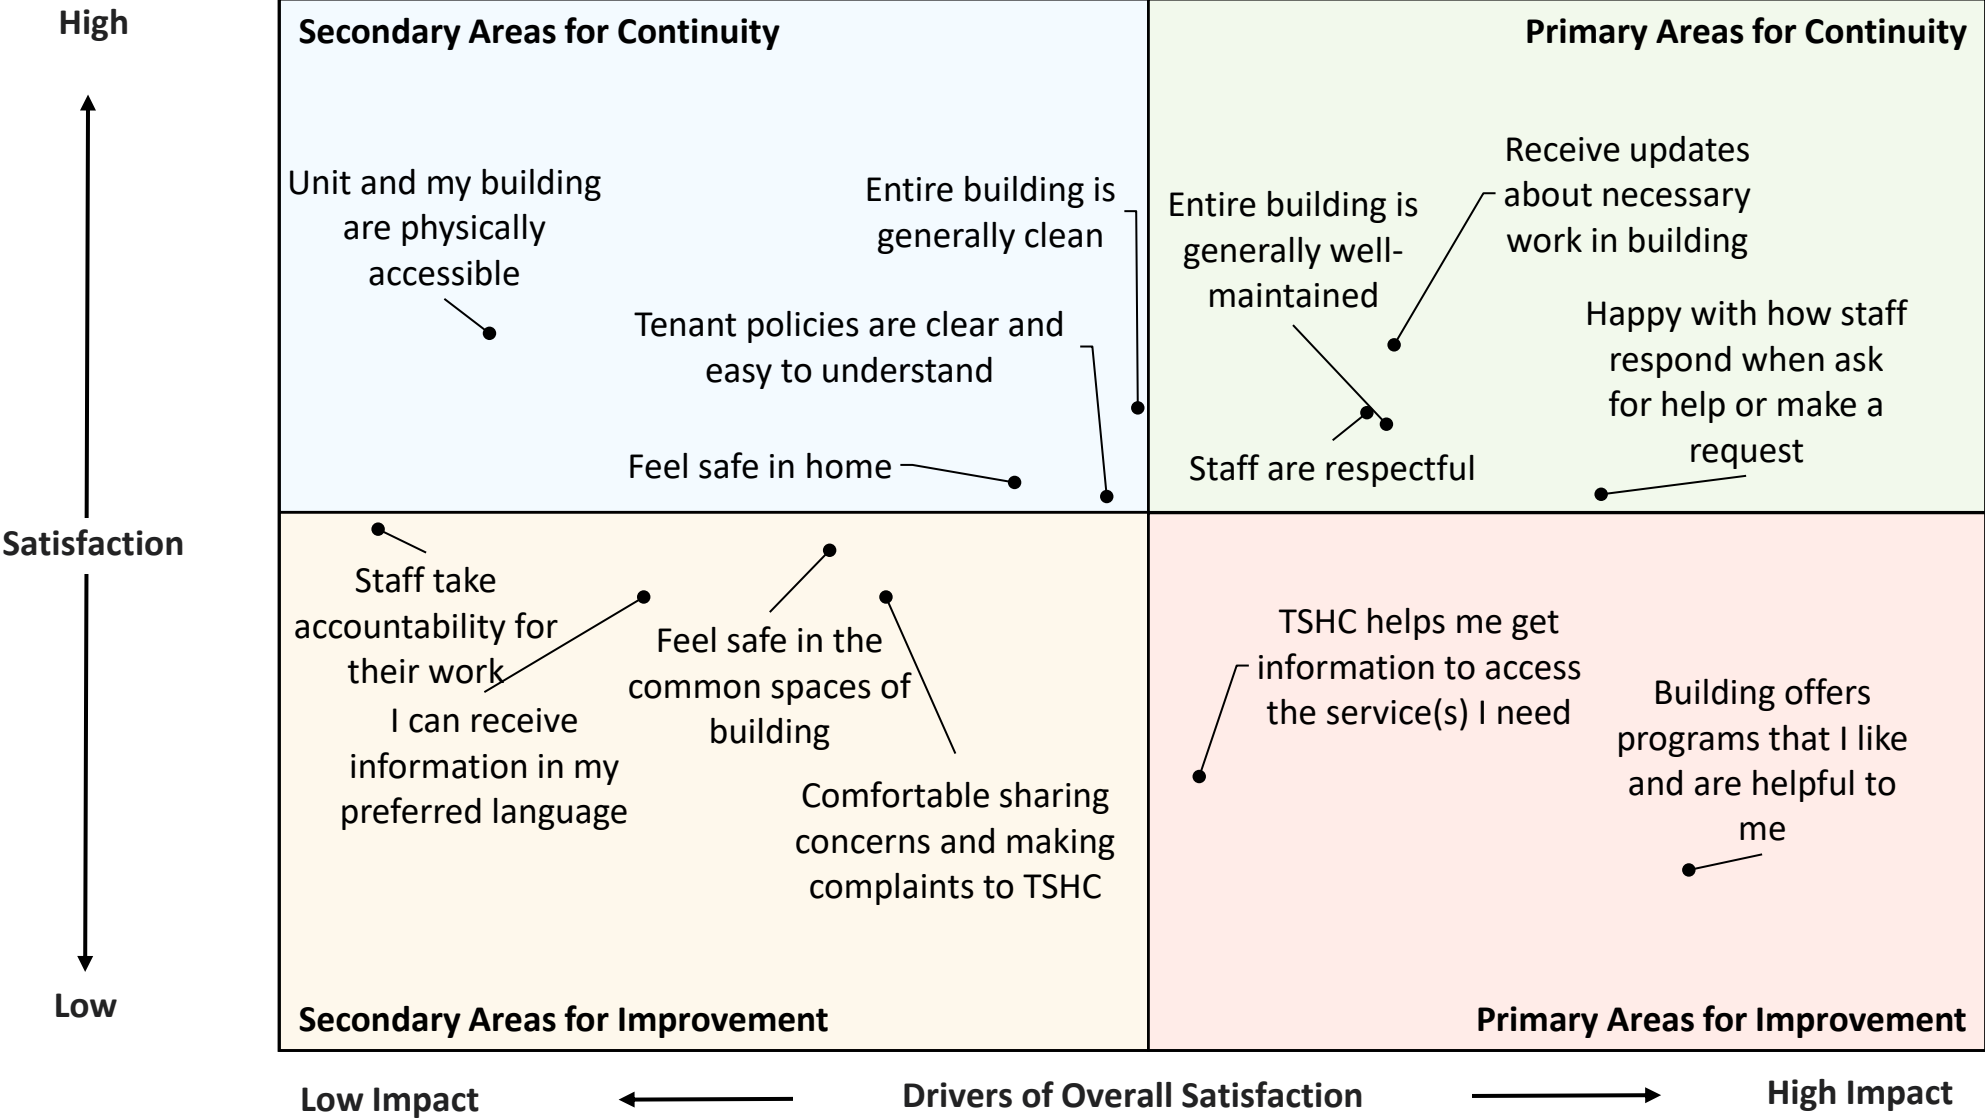 High
Satisfaction
Low
Secondary Areas for Continuity
Unit and my building
are physically
accessible
Entire building is
generally clean
Tenant policies are clear and
easy to understand
Feel safe in home
Primary Areas for Continuity
Receive updates
about necessary
work in building
Entire building is
generally well-
maintained
Happy with how staff
respond when ask
for help or make a
request
Staff are respectful
Staff take
accountability for
their work
I can receive
information in my
preferred language
Feel safe in the
common spaces of
building
Comfortable sharing
concerns and making
complaints to TSHC
Secondary Areas for Improvement
TSHC helps me get
information to access
the service(s) I need
Building offers
programs that I like
and are helpful to
me
Primary Areas for Improvement
Low Impact
Drivers of Overall Satisfaction
High Impact